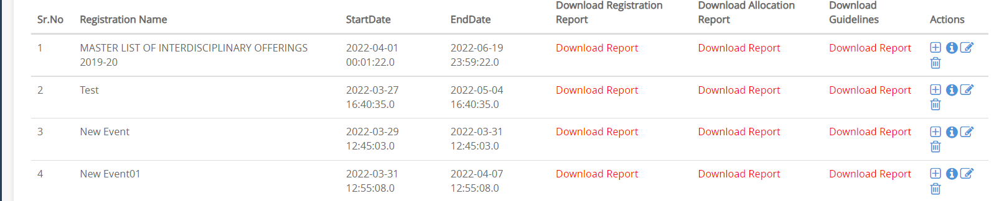 Sr.No Registration Name StartDate EndDate Download Registration Report Download Allocation Report Download Guidelines Actions
1 MASTER LIST OF INTERDISCIPLINARY OFFERINGS 2019-20 2022-04-01 00:01:22.0 2022-06-19 23:59:22.0 Download Report Download Report Download Report
2 Test 2022-03-27 16:40:35.0 2022-05-04 16:40:35.0 Download Report Download Report Download Report
3 New Event 2022-03-29 12:45:03.0 2022-03-31 12:45:03.0 Download Report Download Report Download Report
4 New Event01 2022-03-31 12:55:08.0 2022-04-07 12:55:08.0 Download Report Download Report Download Report